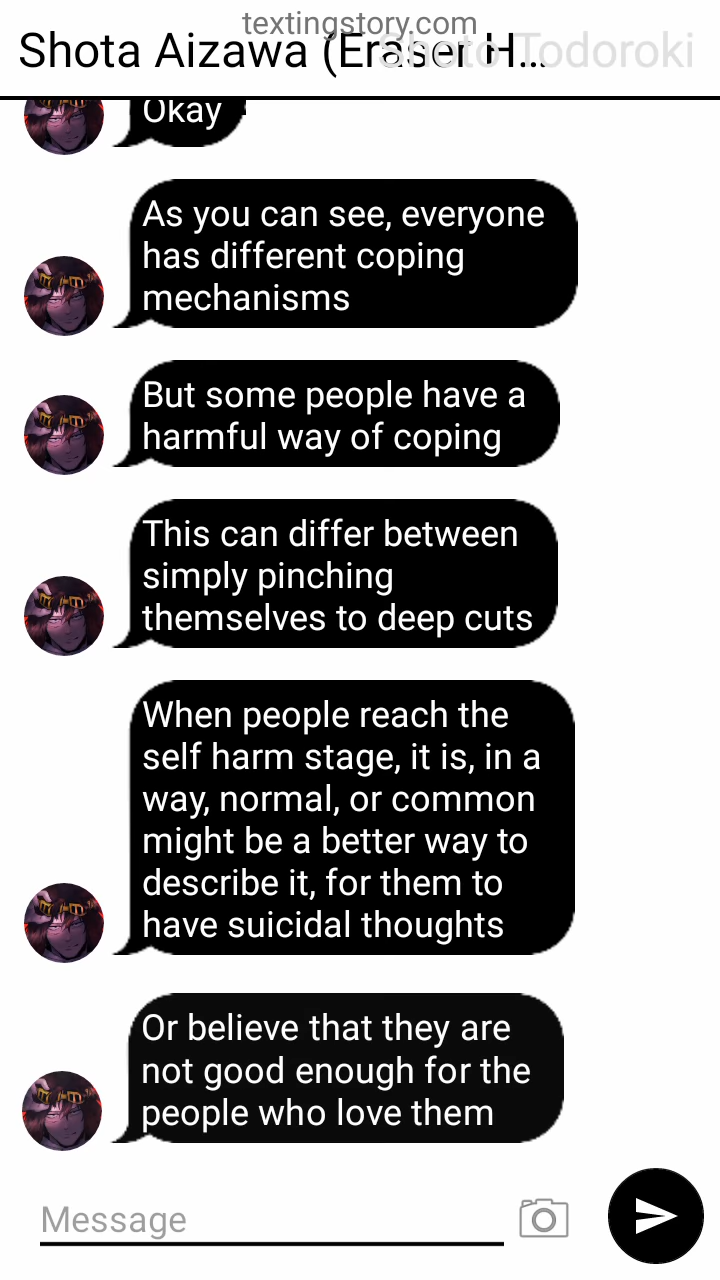 textingstory.com
Shota Aizawa (Eraser H...
Shoto Todoroki
Okay
As you can see, everyone
has different coping
mechanisms
But some people have a
harmful way of coping
This can differ between
simply pinching
themselves to deep cuts
When people reach the
self harm stage, it is, in a
way, normal, or common
might be a better way to
describe it, for them to
have suicidal thoughts
Or believe that they are
not good enough for the
people who love them
Message